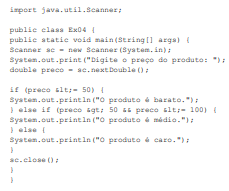 import java.util.Scanner;
public class Ex04 {
public static void main(String[] args) {
Scanner sc = new Scanner(System.in);
System.out.print("Digite o preço do produto: ");
double preco = sc.nextDouble();
if (preco &lt;= 50) {
System.out.println("O produto é barato.");
} else if (preco &gt; 50 && preco &lt;= 100) {
System.out.println("O produto é médio.");
} else {
System.out.println("O produto é caro.");
}
sc.close();
}
}